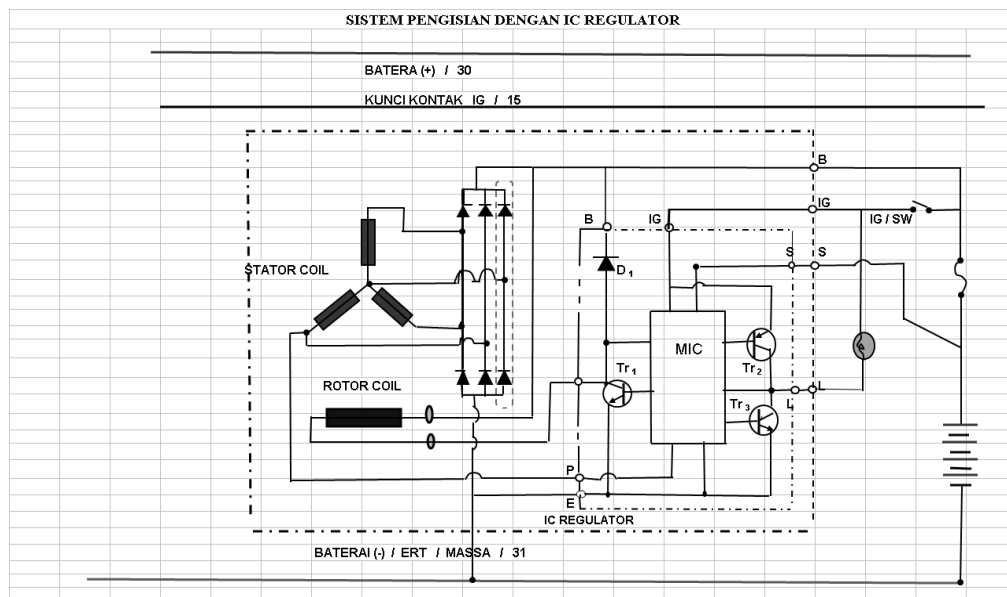 SISTEM PENGISIAN DENGAN IC REGULATOR
BATERA (+) / 30
KUNCI KONTAK IG / 15
B
IG
IG / SW
B
IG
S
S
STATOR COIL
D1
MIC
Tr1
Tr2
ROTOR COIL
Tr3
L
L
P
E
IC REGULATOR
BATERAI (-) / ERT / MASSA / 31